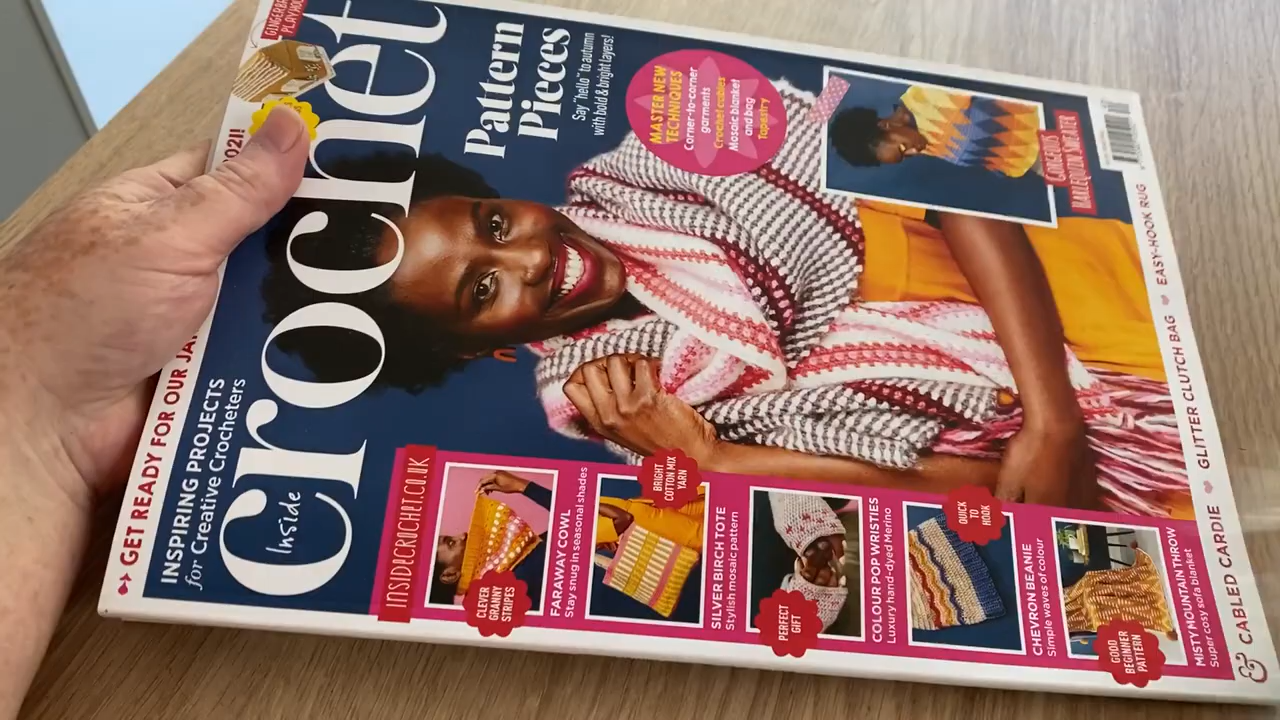 GET READY FOR OUR
2021!
INSPIRING PROJECTS
for Creative Crocheters
Inside
Crochet
Pattern
Pieces
Say "hello" to autumn
with bold & bright layers!
MASTER NEW
TECHNIQUES
Corner-to-corner
garments
Crochet cables
Mosaic blanket
and bag
Tapestry
GORGEOUS
HARLEQUIN SWEATER
INSIDECROCHET.CO.UK
CLEVER
GRANNY
STRIPES
FARAWAY COWL
Stay snug in seasonal shades
BRIGHT
COTTON MIX
YARN
SILVER BIRCH TOTE
Stylish mosaic pattern
PERFECT
GIFT
COLOUR POP WRISTIES
Luxury hand-dyed Merino
QUICK
TO
HOOK
CHEVRON BEANIE
Simple waves of colour
GOOD
BEGINNER
PATTERN
MISTY MOUNTAIN THROW
Super cosy sofa blanket
& CABLED CARDIE ♥ GLITTER CLUTCH BAG ♥ EASY-HOOK RUG